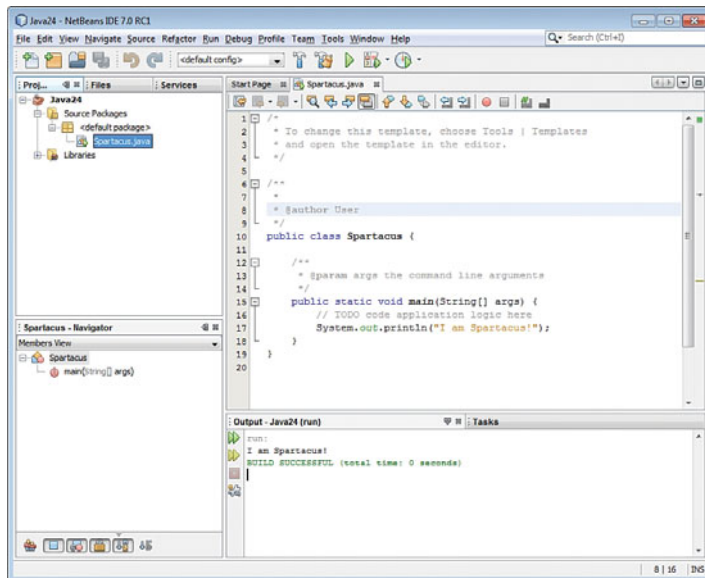 Java24 - NetBeans IDE 7.0 RC1
File Edit View Navigate Source Refactor Run Debug Profile Team Tools Window Help
Search (Ctrl+I)
<default config>
Proj... Files Services
Java24
Source Packages
<default package>
Spartacus.java
Libraries
Start Page Spartacus.java
1 /*
2 * To change this template, choose Tools | Templates
3 * and open the template in the editor.
4 */
5
6 /**
7 *
8 * @author User
9 */
10 public class Spartacus {
11
12 /**
13 * @param args the command line arguments
14 */
15 public static void main(String[] args) {
16 // TODO code application logic here
17 System.out.println("I am Spartacus!");
18 }
19 }
20
Spartacus - Navigator
Members View
Spartacus
main(String[] args)
Output - Java24 (run) Tasks
run:
I am Spartacus!
BUILD SUCCESSFUL (total time: 0 seconds)
8 | 16 INS